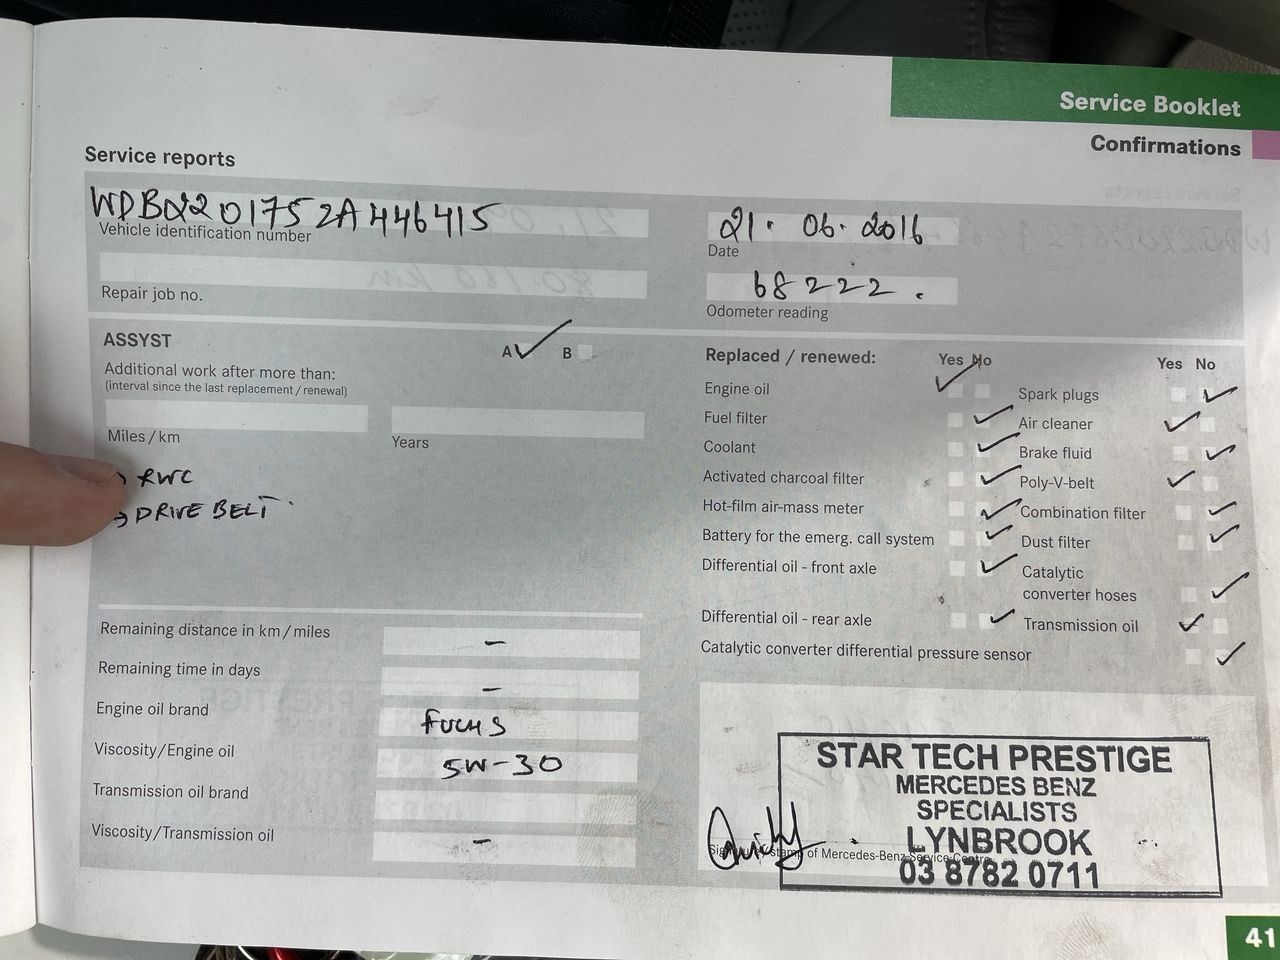 Service Booklet
Confirmations
Service reports
WDB2201752A446415
Vehicle identification number
21. 06. 2016
Date
Repair job no.
68222.
Odometer reading
ASSYST
A ✓ B
Additional work after more than:
(interval since the last replacement / renewal)
Miles / km
Years
→ RWC
→ DRIVE BELT.
Replaced / renewed:
Yes No
Yes No
Engine oil
Spark plugs
Fuel filter
Air cleaner
Coolant
Brake fluid
Activated charcoal filter
Poly-V-belt
Hot-film air-mass meter
Combination filter
Battery for the emerg. call system
Dust filter
Differential oil - front axle
Catalytic
converter hoses
Differential oil - rear axle
Transmission oil
Catalytic converter differential pressure sensor
Remaining distance in km / miles
-
Remaining time in days
-
Engine oil brand
FUCHS
Viscosity/Engine oil
5W-30
Transmission oil brand
Viscosity/Transmission oil
-
STAR TECH PRESTIGE
MERCEDES BENZ
SPECIALISTS
LYNBROOK
03 8782 0711
of Mercedes-Benz Service Centre
41